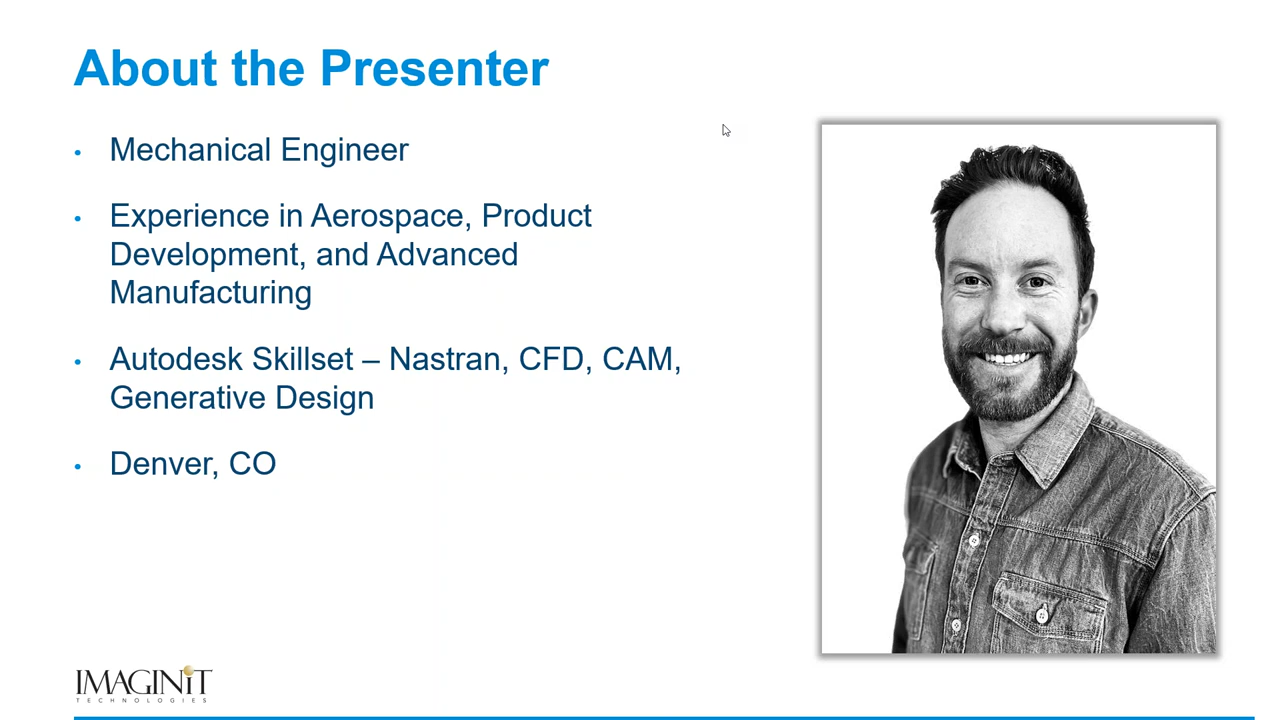 About the Presenter
• Mechanical Engineer
• Experience in Aerospace, Product
Development, and Advanced
Manufacturing
• Autodesk Skillset – Nastran, CFD, CAM,
Generative Design
• Denver, CO
IMAGINiT
TECHNOLOGIES